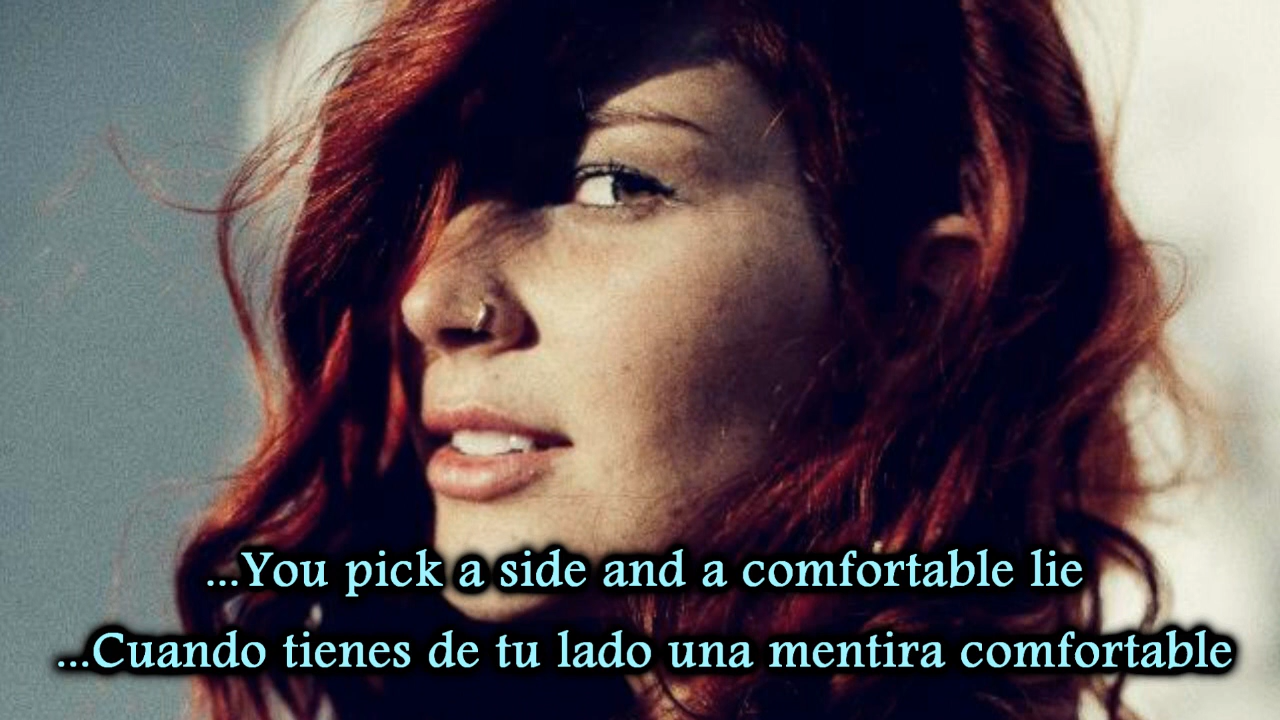 ...You pick a side and a comfortable lie
...Cuando tienes de tu lado una mentira comfortable